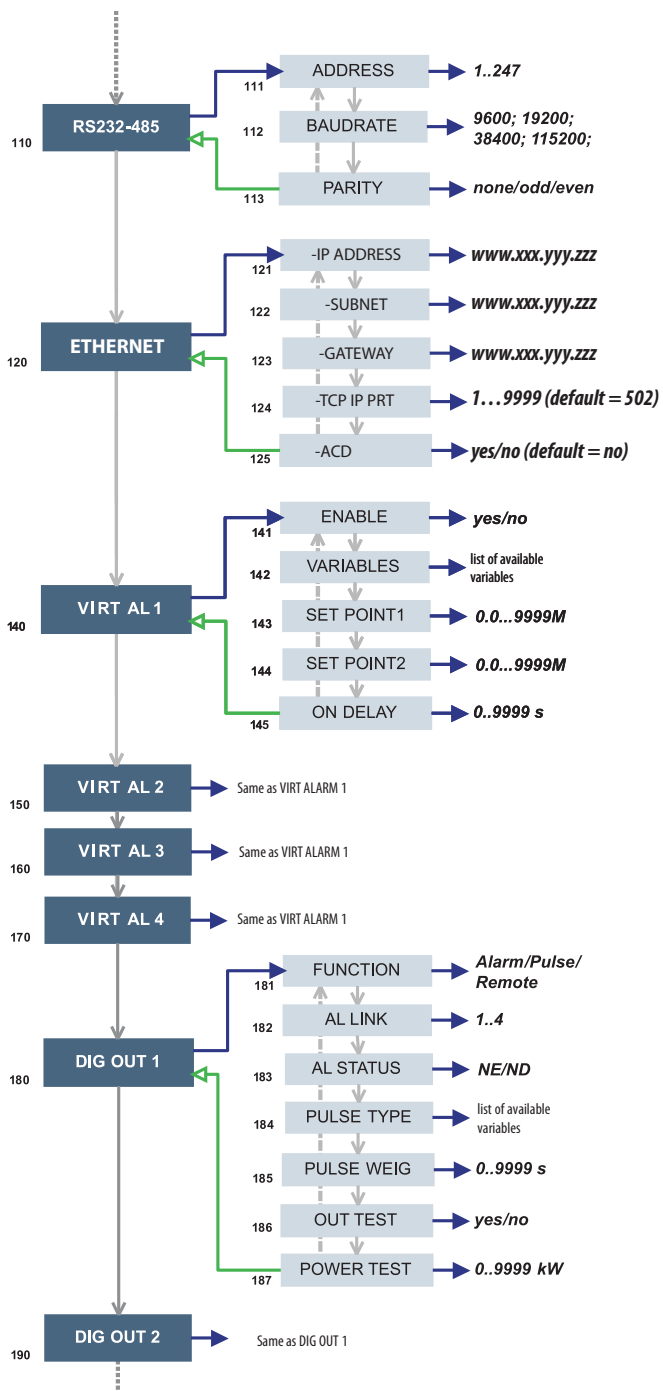 111 ADDRESS 1..247
110 RS232-485
112 BAUDRATE 9600; 19200;
38400; 115200;
113 PARITY none/odd/even
121 -IP ADDRESS www.xxx.yyy.zzz
122 -SUBNET www.xxx.yyy.zzz
120 ETHERNET
123 -GATEWAY www.xxx.yyy.zzz
124 -TCP IP PRT 1...9999 (default = 502)
125 -ACD yes/no (default = no)
141 ENABLE yes/no
142 VARIABLES list of available
variables
140 VIRT AL 1
143 SET POINT1 0.0...9999M
144 SET POINT2 0.0...9999M
145 ON DELAY 0..9999 s
150 VIRT AL 2 Same as VIRT ALARM 1
160 VIRT AL 3 Same as VIRT ALARM 1
170 VIRT AL 4 Same as VIRT ALARM 1
181 FUNCTION Alarm/Pulse/
Remote
182 AL LINK 1..4
180 DIG OUT 1
183 AL STATUS NE/ND
184 PULSE TYPE list of available
variables
185 PULSE WEIG 0..9999 s
186 OUT TEST yes/no
187 POWER TEST 0..9999 kW
190 DIG OUT 2 Same as DIG OUT 1